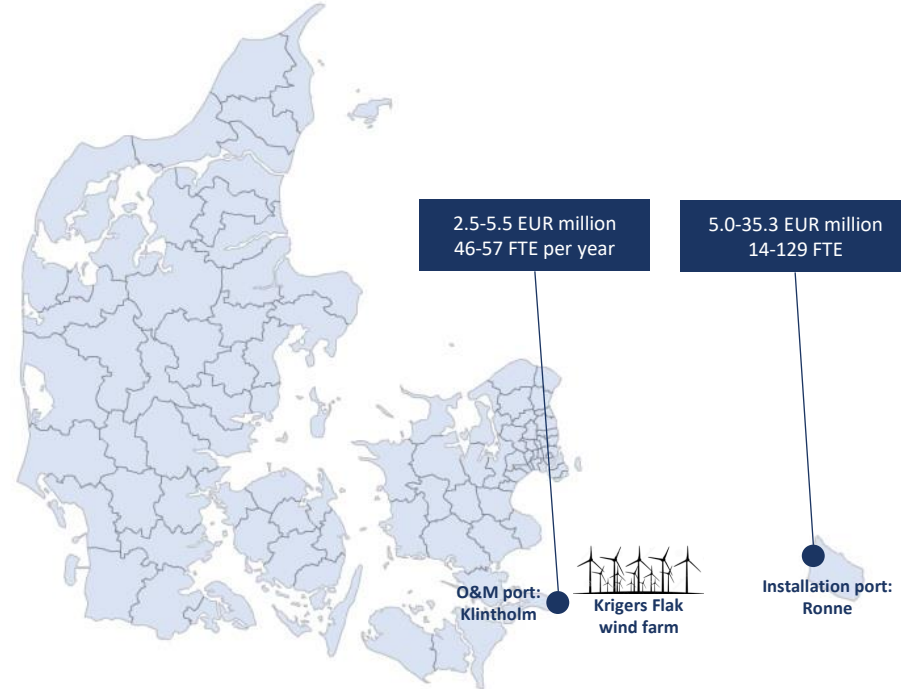 2.5-5.5 EUR million
46-57 FTE per year
5.0-35.3 EUR million
14-129 FTE
O&M port:
Klintholm
Krigers Flak
wind farm
Installation port:
Ronne